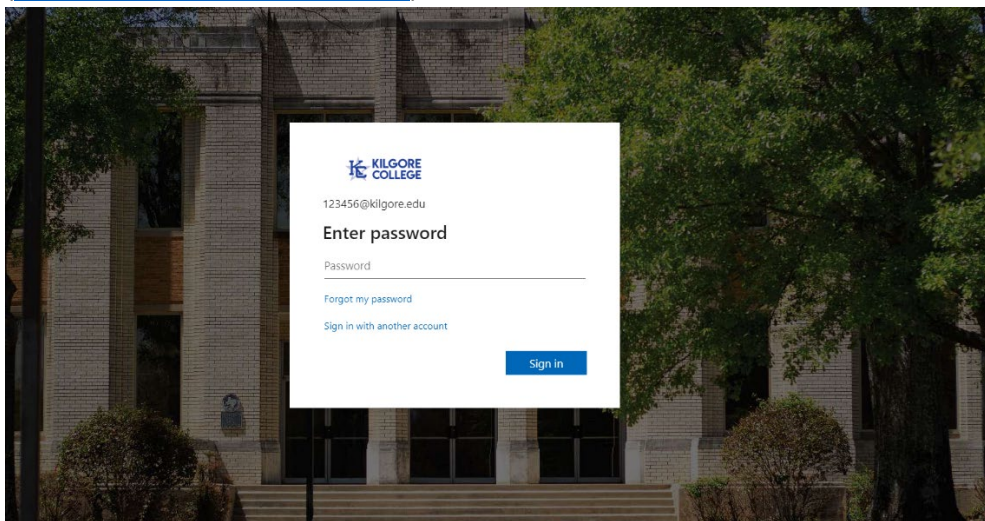 KILGORE
COLLEGE
123456@kilgore.edu
Enter password
Password
Forgot my password
Sign in with another account
Sign in